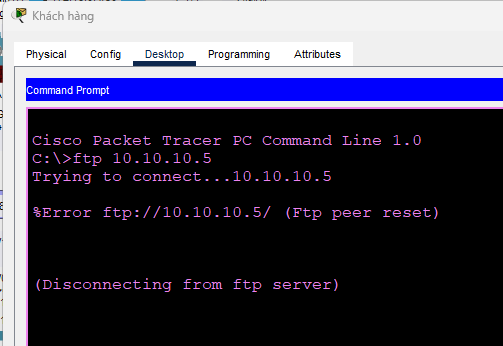 Khách hàng
Physical Config Desktop Programming Attributes
Command Prompt
Cisco Packet Tracer PC Command Line 1.0
C:\>ftp 10.10.10.5
Trying to connect...10.10.10.5
%Error ftp://10.10.10.5/ (Ftp peer reset)
(Disconnecting from ftp server)